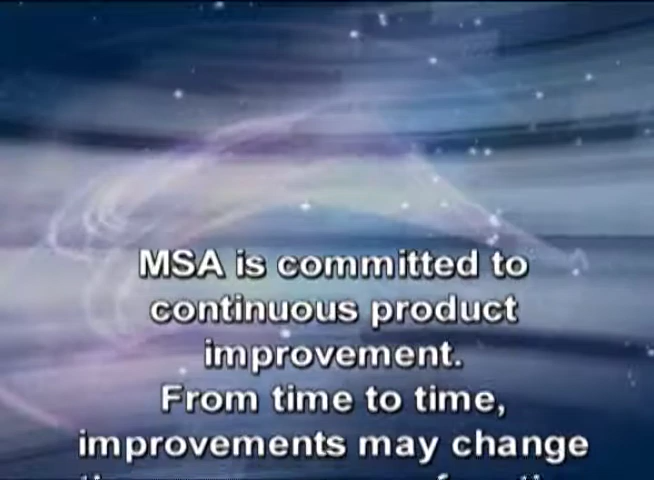 MSA is committed to
continuous product
improvement.
From time to time,
improvements may change